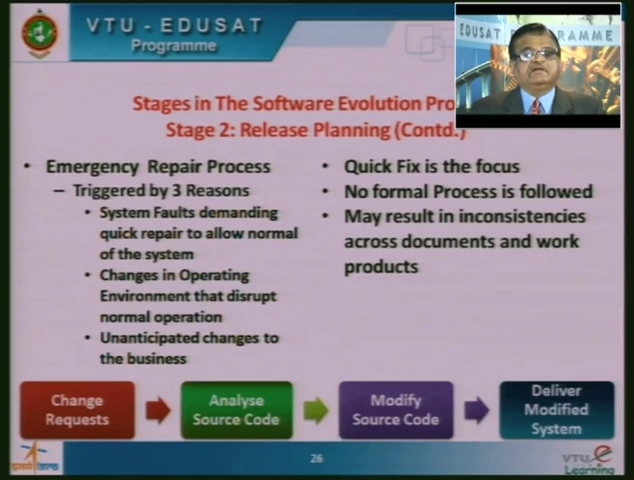 VTU - EDUSAT
Programme
EDUSAT PROGRAMME
Stages in The Software Evolution Pro
Stage 2: Release Planning (Contd.)
• Emergency Repair Process
– Triggered by 3 Reasons
• System Faults demanding
quick repair to allow normal
of the system
• Changes in Operating
Environment that disrupt
normal operation
• Unanticipated changes to
the business
• Quick Fix is the focus
• No formal Process is followed
• May result in inconsistencies
across documents and work
products
Change
Requests
Analyse
Source Code
Modify
Source Code
Deliver
Modified
System
26
VTU e
Learning